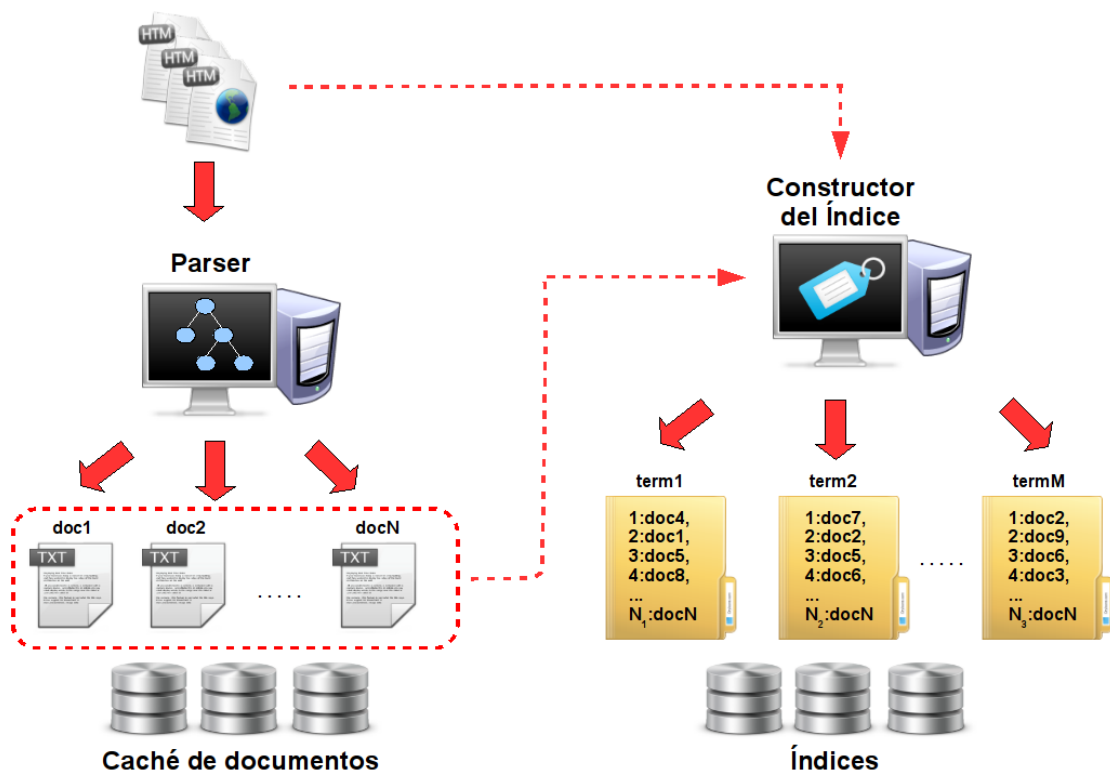 HTM
HTM
HTM
Constructor
del Índice
Parser
doc1
doc2
docN
TXT
TXT
.....
TXT
term1
term2
termM
1:doc4,
2:doc1,
3:doc5,
4:doc8,
...
N1:docN
1:doc7,
2:doc2,
3:doc5,
4:doc6,
...
N2:docN
.....
1:doc2,
2:doc9,
3:doc6,
4:doc3,
...
N3:docN
Caché de documentos
Índices